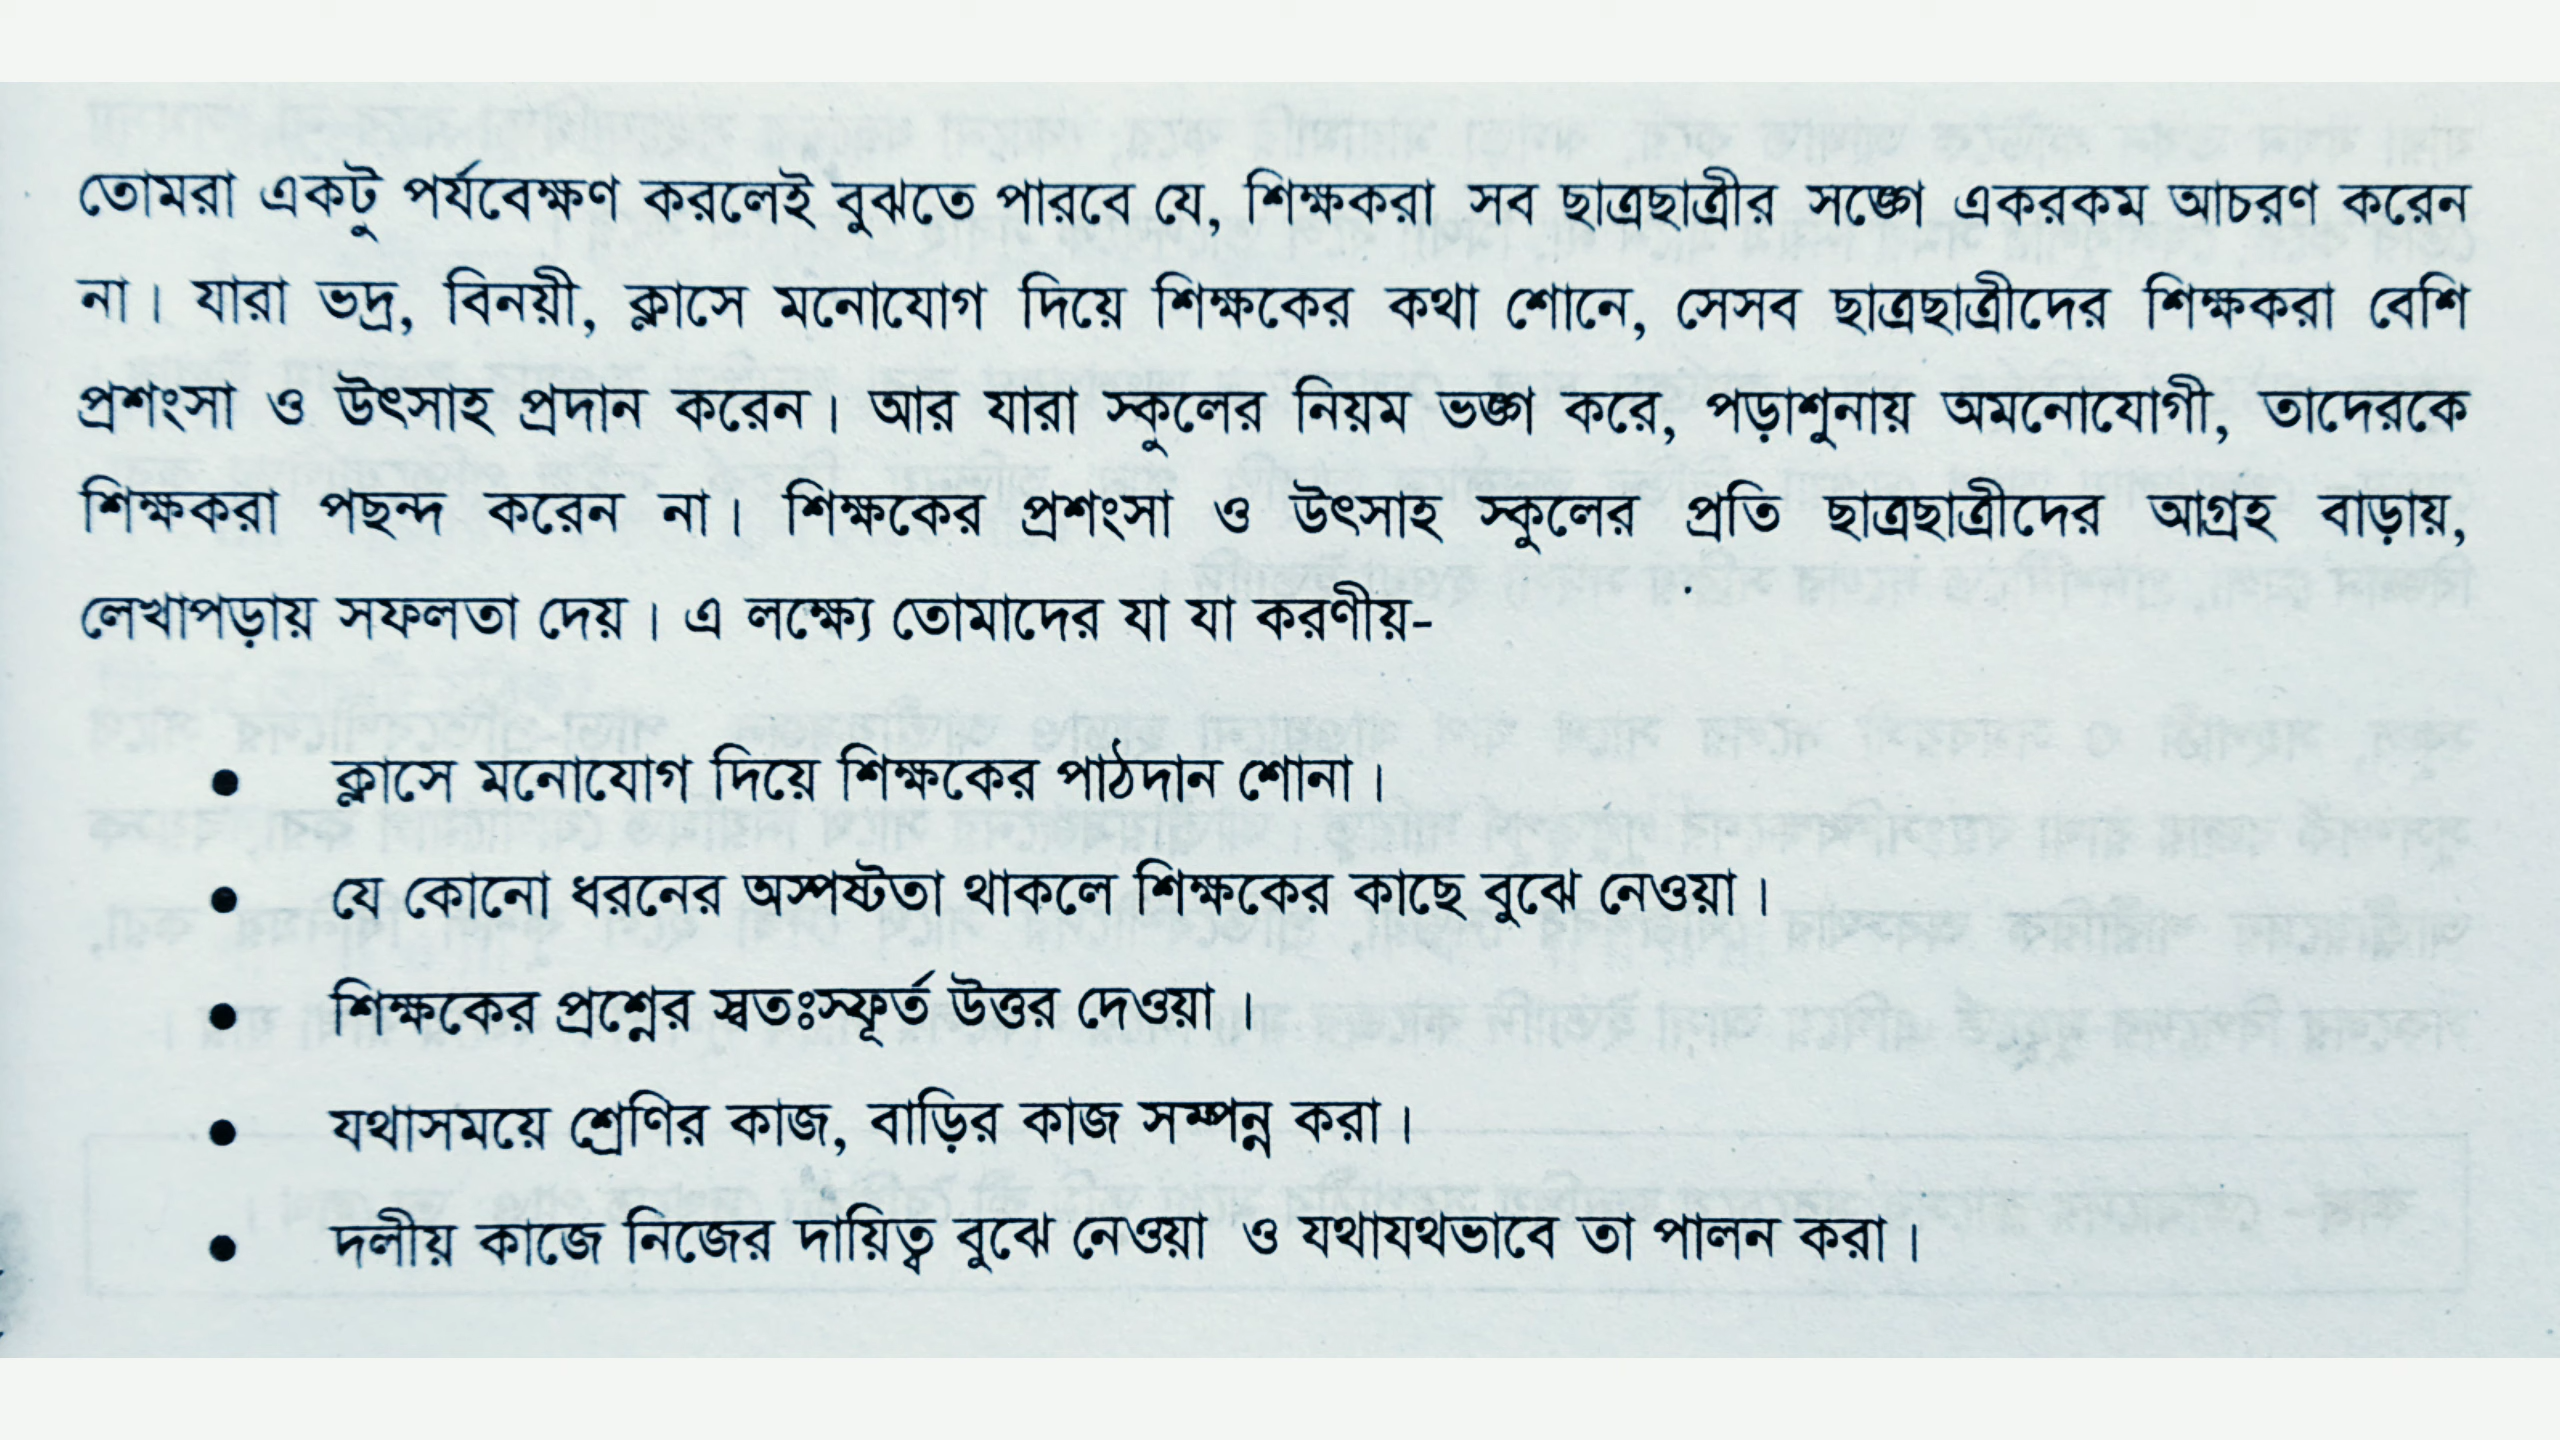 তোমরা একটু পর্যবেক্ষণ করলেই বুঝতে পারবে যে, শিক্ষকরা সব ছাত্রছাত্রীর সঙ্গে একরকম আচরণ করেন
না। যারা ভদ্র, বিনয়ী, ক্লাসে মনোযোগ দিয়ে শিক্ষকের কথা শোনে, সেসব ছাত্রছাত্রীদের শিক্ষকরা বেশি
প্রশংসা ও উৎসাহ প্রদান করেন। আর যারা স্কুলের নিয়ম ভঙ্গ করে, পড়াশুনায় অমনোযোগী, তাদেরকে
শিক্ষকরা পছন্দ করেন না। শিক্ষকের প্রশংসা ও উৎসাহ স্কুলের প্রতি ছাত্রছাত্রীদের আগ্রহ বাড়ায়,
লেখাপড়ায় সফলতা দেয়। এ লক্ষ্যে তোমাদের যা যা করণীয়-
• ক্লাসে মনোযোগ দিয়ে শিক্ষকের পাঠদান শোনা।
• যে কোনো ধরনের অস্পষ্টতা থাকলে শিক্ষকের কাছে বুঝে নেওয়া।
• শিক্ষকের প্রশ্নের স্বতঃস্ফূর্ত উত্তর দেওয়া।
• যথাসময়ে শ্রেণির কাজ, বাড়ির কাজ সম্পন্ন করা।
• দলীয় কাজে নিজের দায়িত্ব বুঝে নেওয়া ও যথাযথভাবে তা পালন করা।